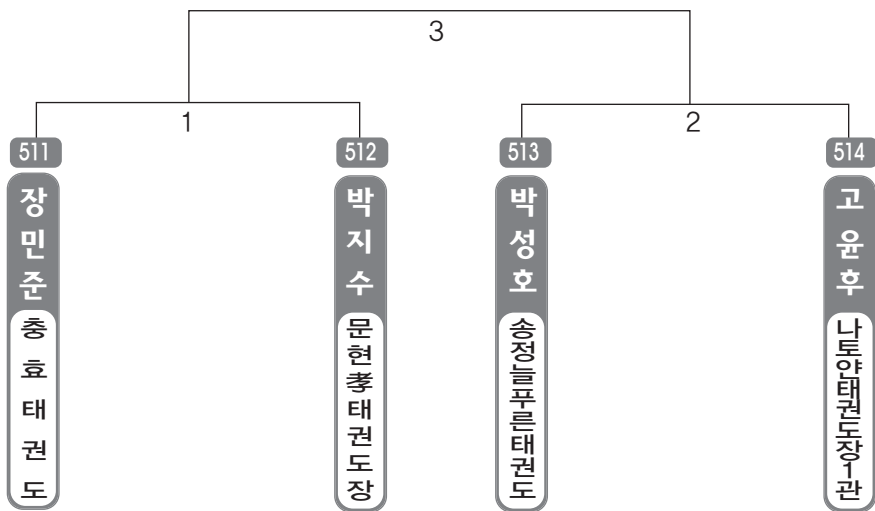 3
1
2
511
512
513
514
장민준
박지수
박성호
고윤후
충효태권도
문현孝태권도장
송정늘푸른태권도
나토얀태권도장1관